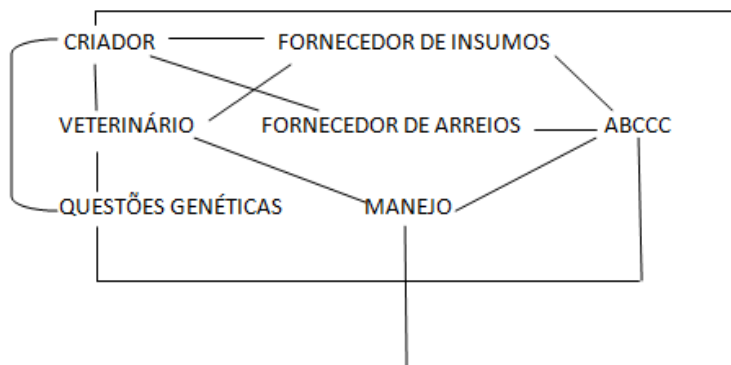 CRIADOR FORNECEDOR DE INSUMOS
VETERINÁRIO FORNECEDOR DE ARREIOS ABCCC
QUESTÕES GENÉTICAS MANEJO